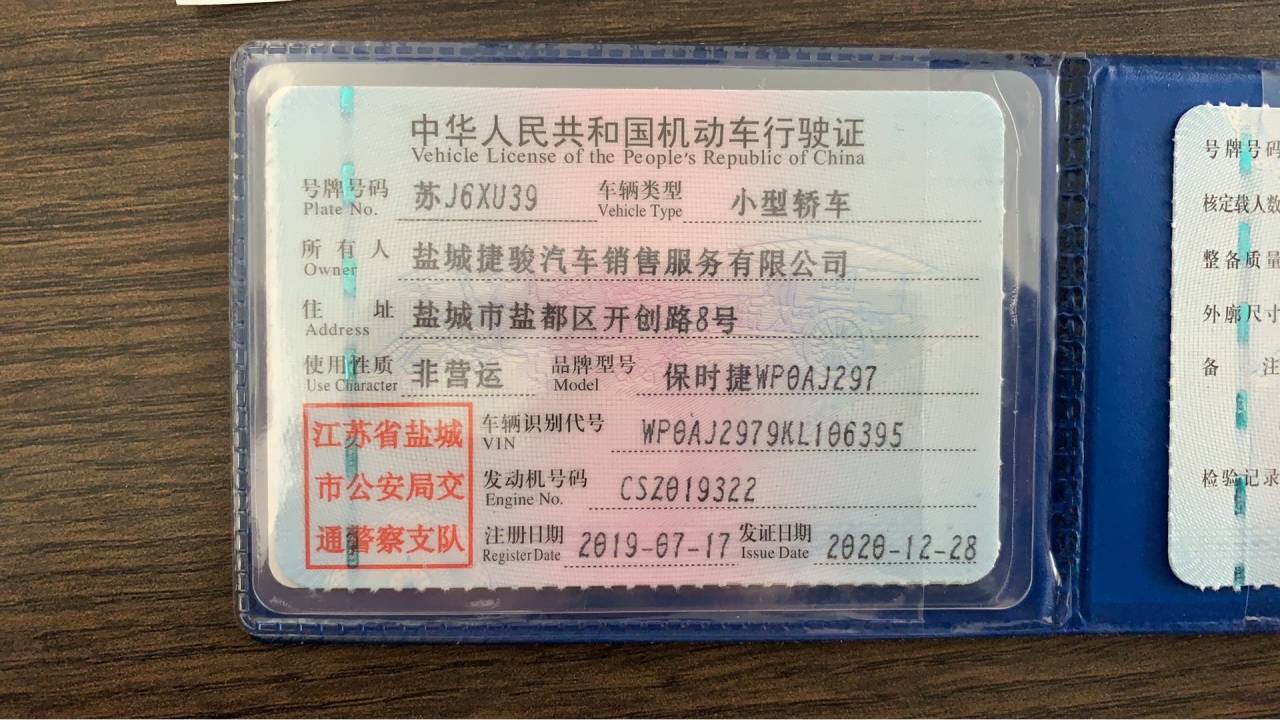 中华人民共和国机动车行驶证
Vehicle License of the People's Republic of China
号牌号码 苏J6XU39 车辆类型 小型轿车
Plate No. Vehicle Type
所有人 盐城捷骏汽车销售服务有限公司
Owner
住址 盐城市盐都区开创路8号
Address
使用性质 非营运 品牌型号 保时捷WP0AJ297
Use Character Model
江苏省盐城
市公安局交
通警察支队
车辆识别代号 WP0AJ2979KL106395
VIN
发动机号码 CSZ019322
Engine No.
注册日期 2019-07-17 发证日期 2020-12-28
Register Date Issue Date
号牌号码
核定载人数
整备质量
外廓尺寸
备注
检验记录